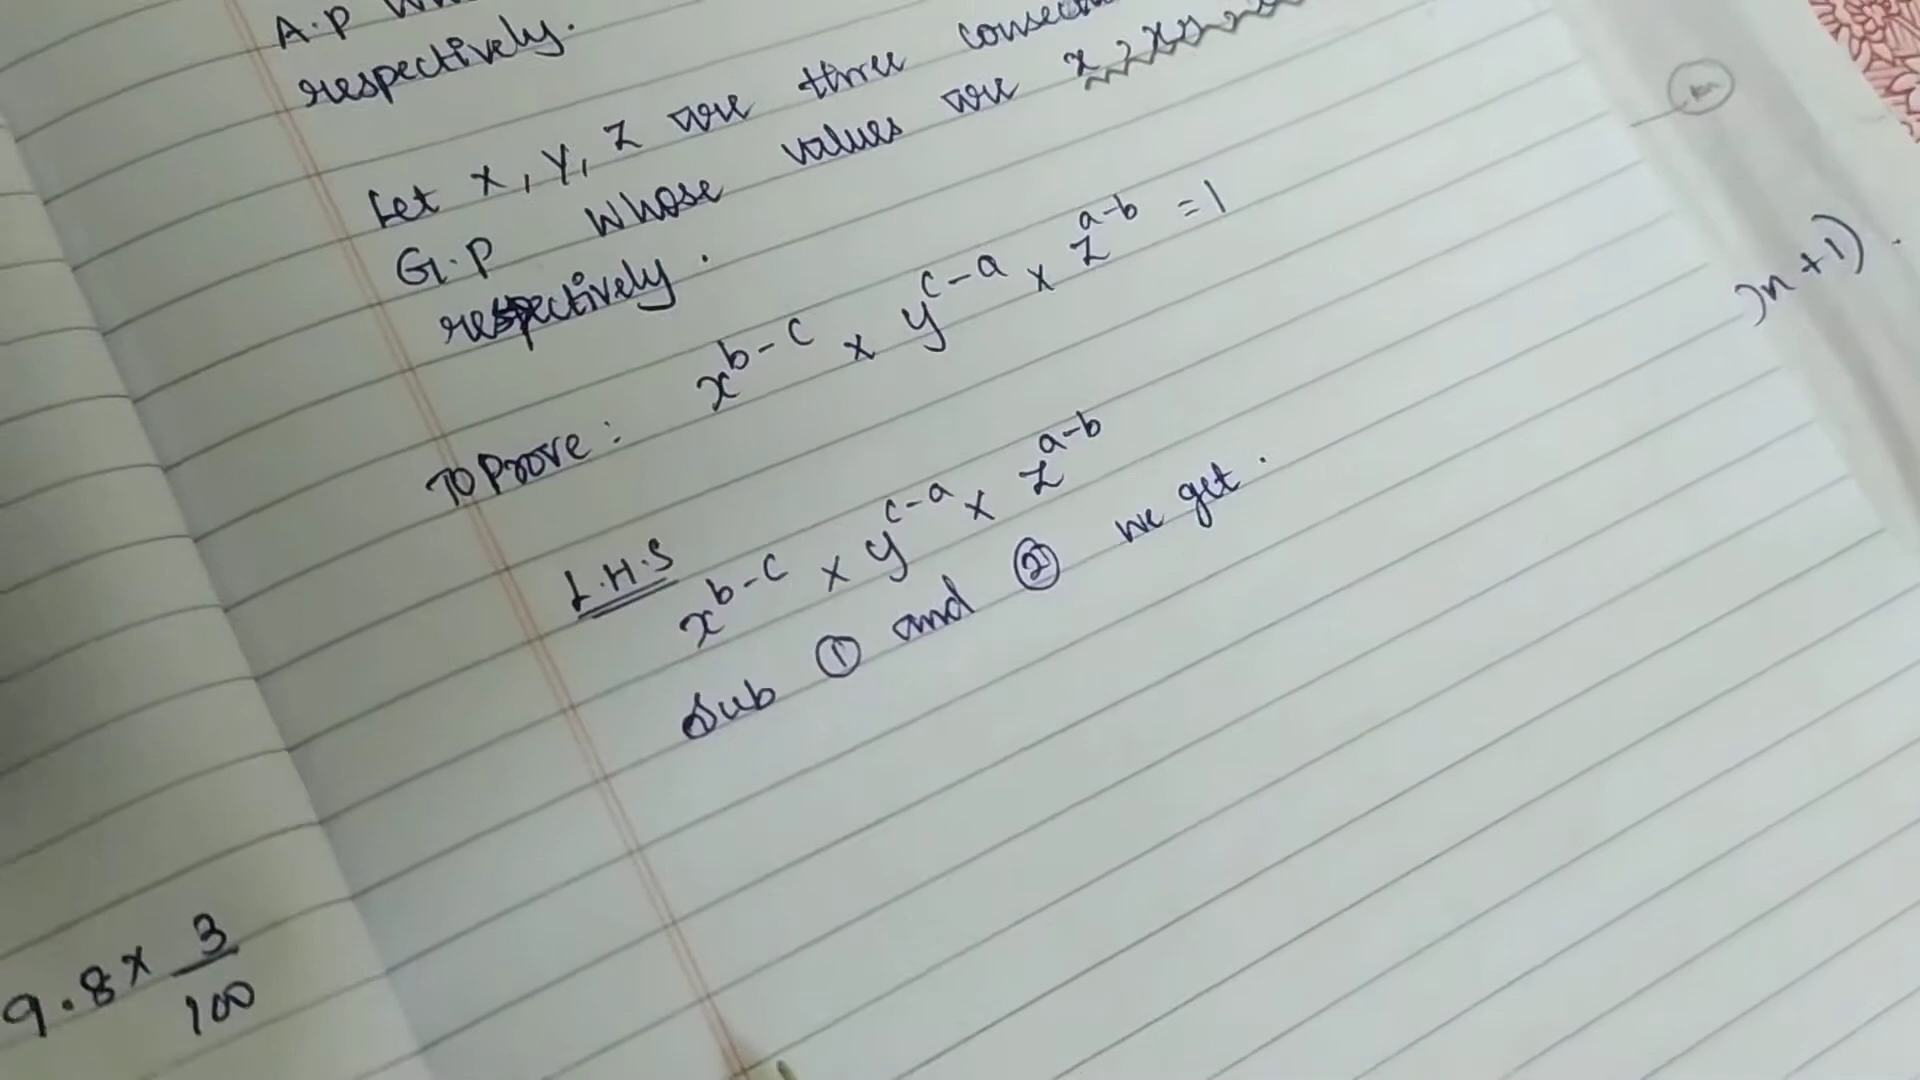 A.P
respectively.
Let x, y, z are three
G.P whose values are x
respectively.
To prove : x^{b-c} × y^{c-a} × z^{a-b} = 1
L.H.S
x^{b-c} × y^{c-a} × z^{a-b}
Sub ① and ② we get.
n+1).
9.8 × 3/100